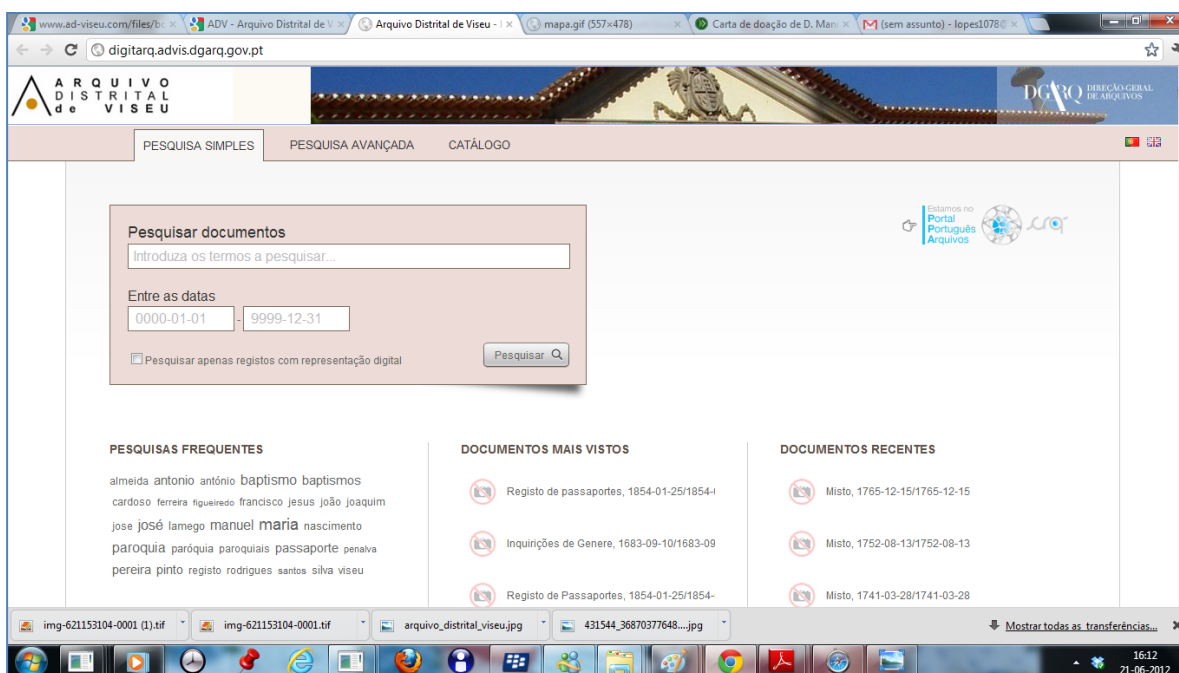 www.ad-viseu.com/files/bo
ADV - Arquivo Distrital de V
Arquivo Distrital de Viseu - 
mapa.gif (557×478)
Carta de doação de D. Man
(sem assunto) - lopes1078@
digitarq.advis.dgarq.gov.pt
ARQUIVO
DISTRITAL
de VISEU
DGARQ DIREÇÃO-GERAL
DE ARQUIVOS
PESQUISA SIMPLES PESQUISA AVANÇADA CATÁLOGO
Estamos no
Portal
Português
Arquivos
Pesquisar documentos
Introduza os termos a pesquisar...
Entre as datas
0000-01-01 - 9999-12-31
Pesquisar apenas registos com representação digital
Pesquisar
PESQUISAS FREQUENTES
almeida antonio antónio baptismo baptismos
cardoso ferreira figueiredo francisco jesus joão joaquim
jose josé lamego manuel maria nascimento
paroquia paróquia paroquiais passaporte penalva
pereira pinto registo rodrigues santos silva viseu
DOCUMENTOS MAIS VISTOS
Registo de passaportes, 1854-01-25/1854-
Inquirições de Genere, 1683-09-10/1683-09
Registo de Passaportes, 1854-01-25/1854-
DOCUMENTOS RECENTES
Misto, 1765-12-15/1765-12-15
Misto, 1752-08-13/1752-08-13
Misto, 1741-03-28/1741-03-28
img-621153104-0001 (1).tif
img-621153104-0001.tif
arquivo_distrital_viseu.jpg
431544_36870377648....jpg
Mostrar todas as transferências...
16:12
21-06-2012